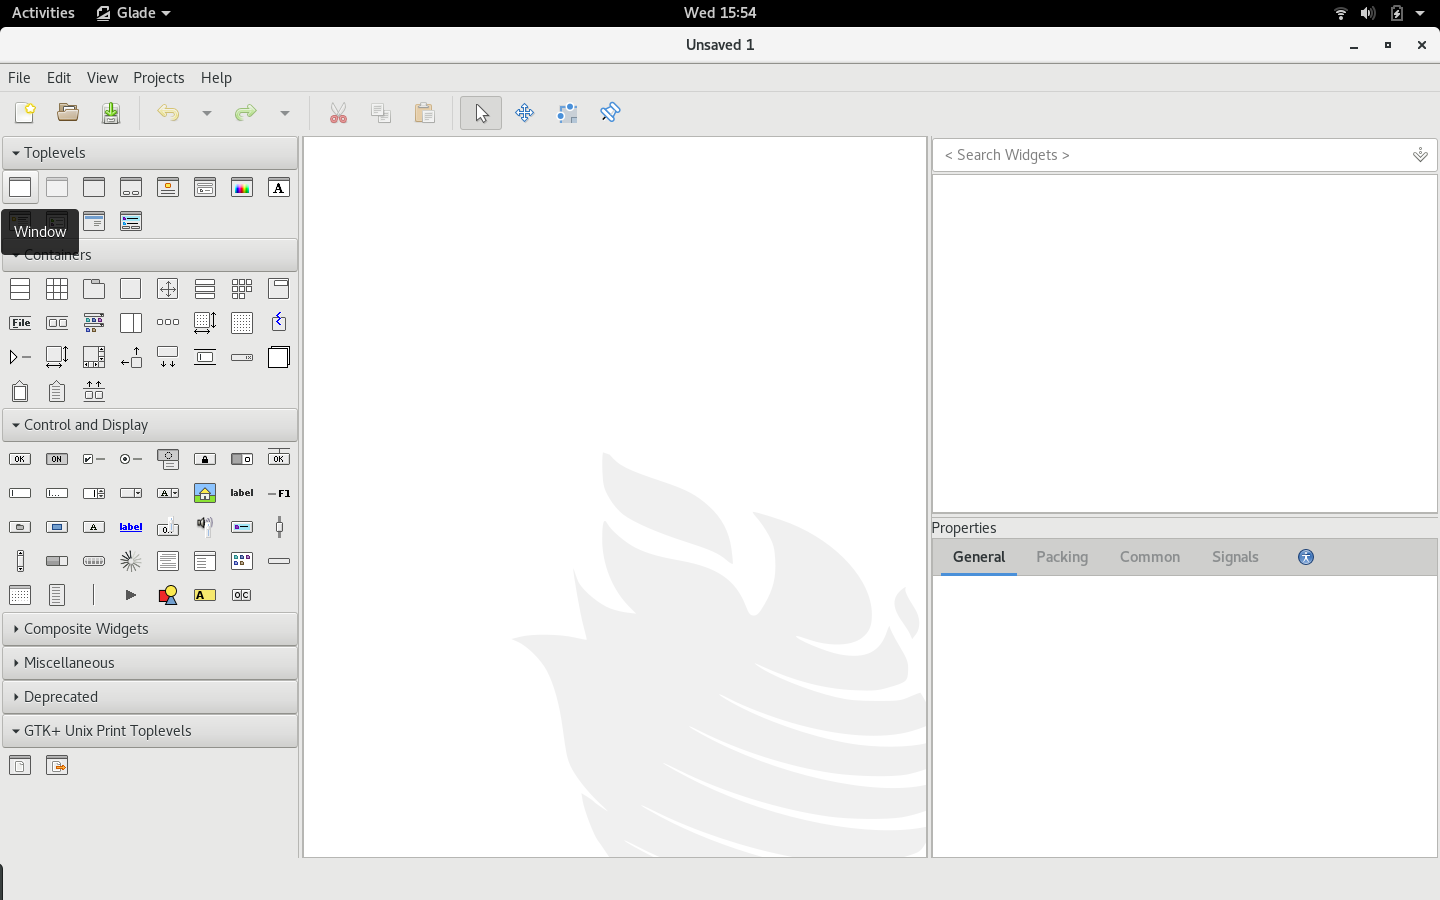 Activities Glade Wed 15:54
Unsaved 1
File Edit View Projects Help
Toplevels
< Search Widgets >
A
Window
Containers
File
Control and Display
OK ON OK
A label F1
A label 0..
A OC
Properties
General Packing Common Signals
Composite Widgets
Miscellaneous
Deprecated
GTK+ Unix Print Toplevels